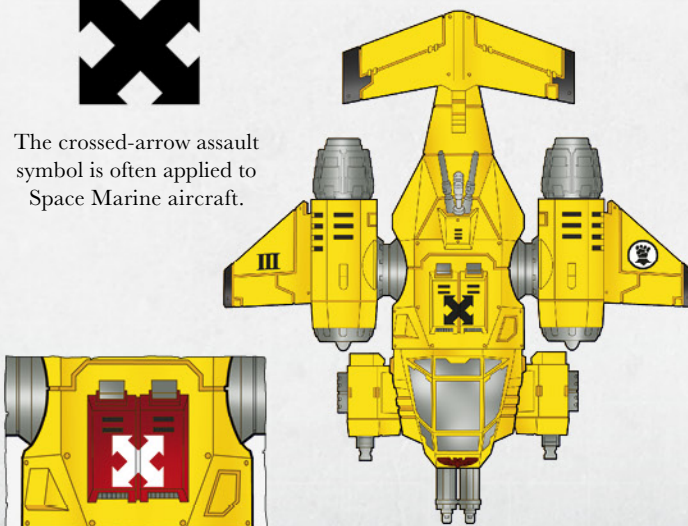 The crossed-arrow assault
symbol is often applied to
Space Marine aircraft.
III